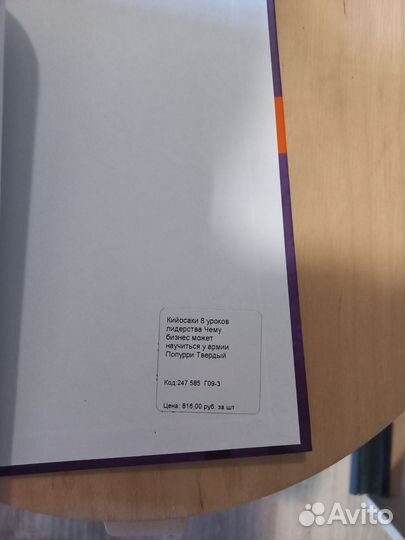 Кийосаки 8 уроков
лидерства Чему
бизнес может
научиться у армии
Попурри Твердый
Код:247 585 Г09-3
Цена: 816,00 руб. за шт
Avito